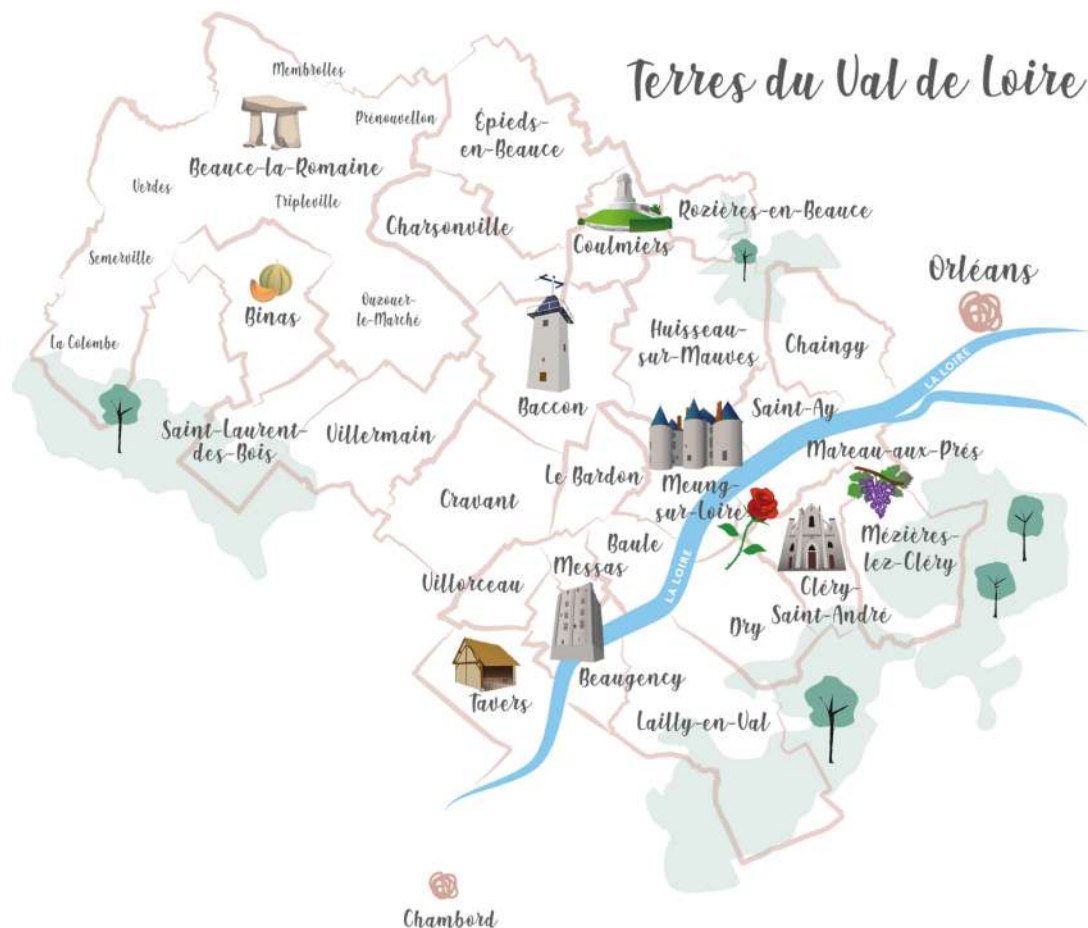 Terres du Val de Loire
Membrolles
Prénouvellon
Épieds-
en-Beauce
Beauce-la-Romaine
Verdes
Tripleville
Charsonville
Rozières-en-Beauce
Coulmiers
Semerville
Binas
Ouzouer-
le-Marché
Orléans
La Colombe
Huisseau-
sur-Mauves
Chaingy
LA LOIRE
Baccon
Saint-Ay
Saint-Laurent-
des-Bois
Villermain
Mareau-aux-Prés
Le Bardon
Meung-
sur-Loire
Cravant
Mézières-
lez-Cléry
Baule
Messas
Villorceau
LA LOIRE
Cléry-
Saint-André
Dry
Beaugency
Tavers
Lailly-en-Val
Chambord